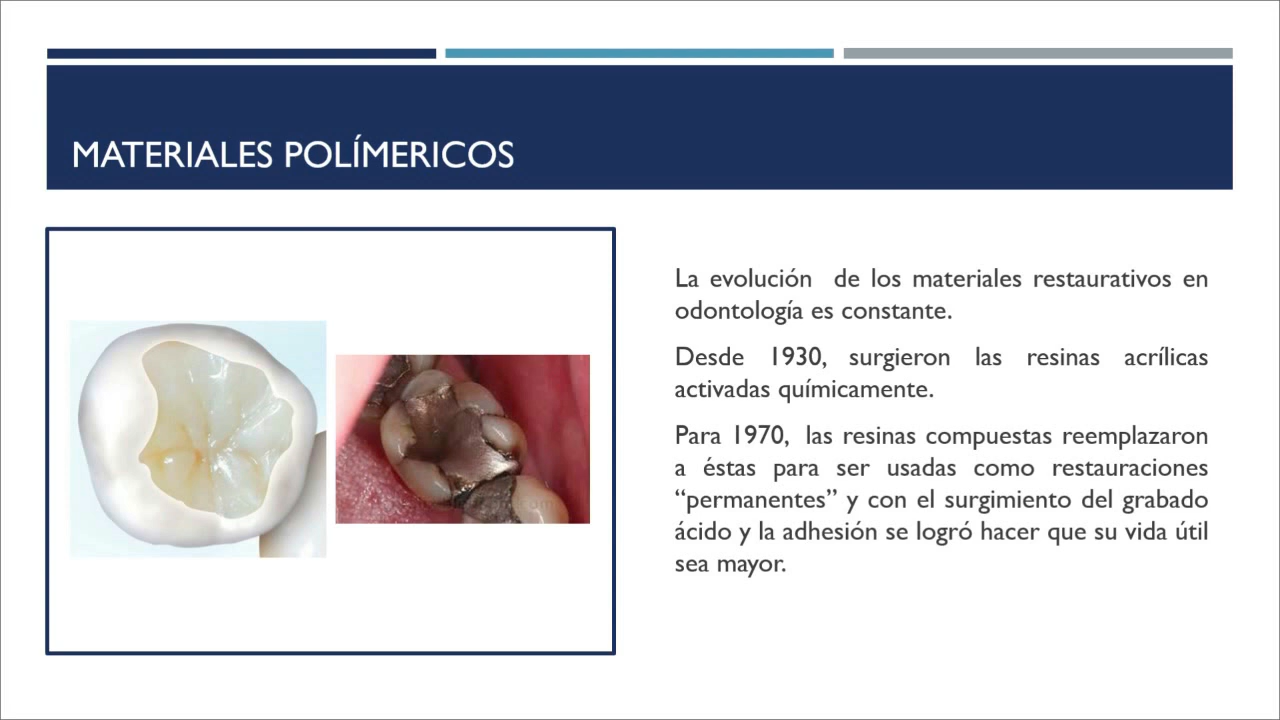 MATERIALES POLÍMERICOS
La evolución de los materiales restaurativos en
odontología es constante.
Desde 1930, surgieron las resinas acrílicas
activadas químicamente.
Para 1970, las resinas compuestas reemplazaron
a éstas para ser usadas como restauraciones
“permanentes” y con el surgimiento del grabado
ácido y la adhesión se logró hacer que su vida útil
sea mayor.